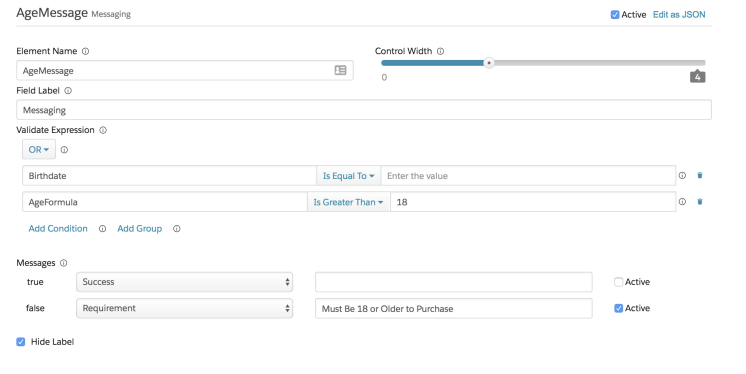 AgeMessage Messaging
Active Edit as JSON
Element Name
Control Width
AgeMessage
0
4
Field Label
Messaging
Validate Expression
OR
Birthdate Is Equal To Enter the value
AgeFormula Is Greater Than 18
Add Condition Add Group
Messages
true Success Active
false Requirement Must Be 18 or Older to Purchase Active
Hide Label